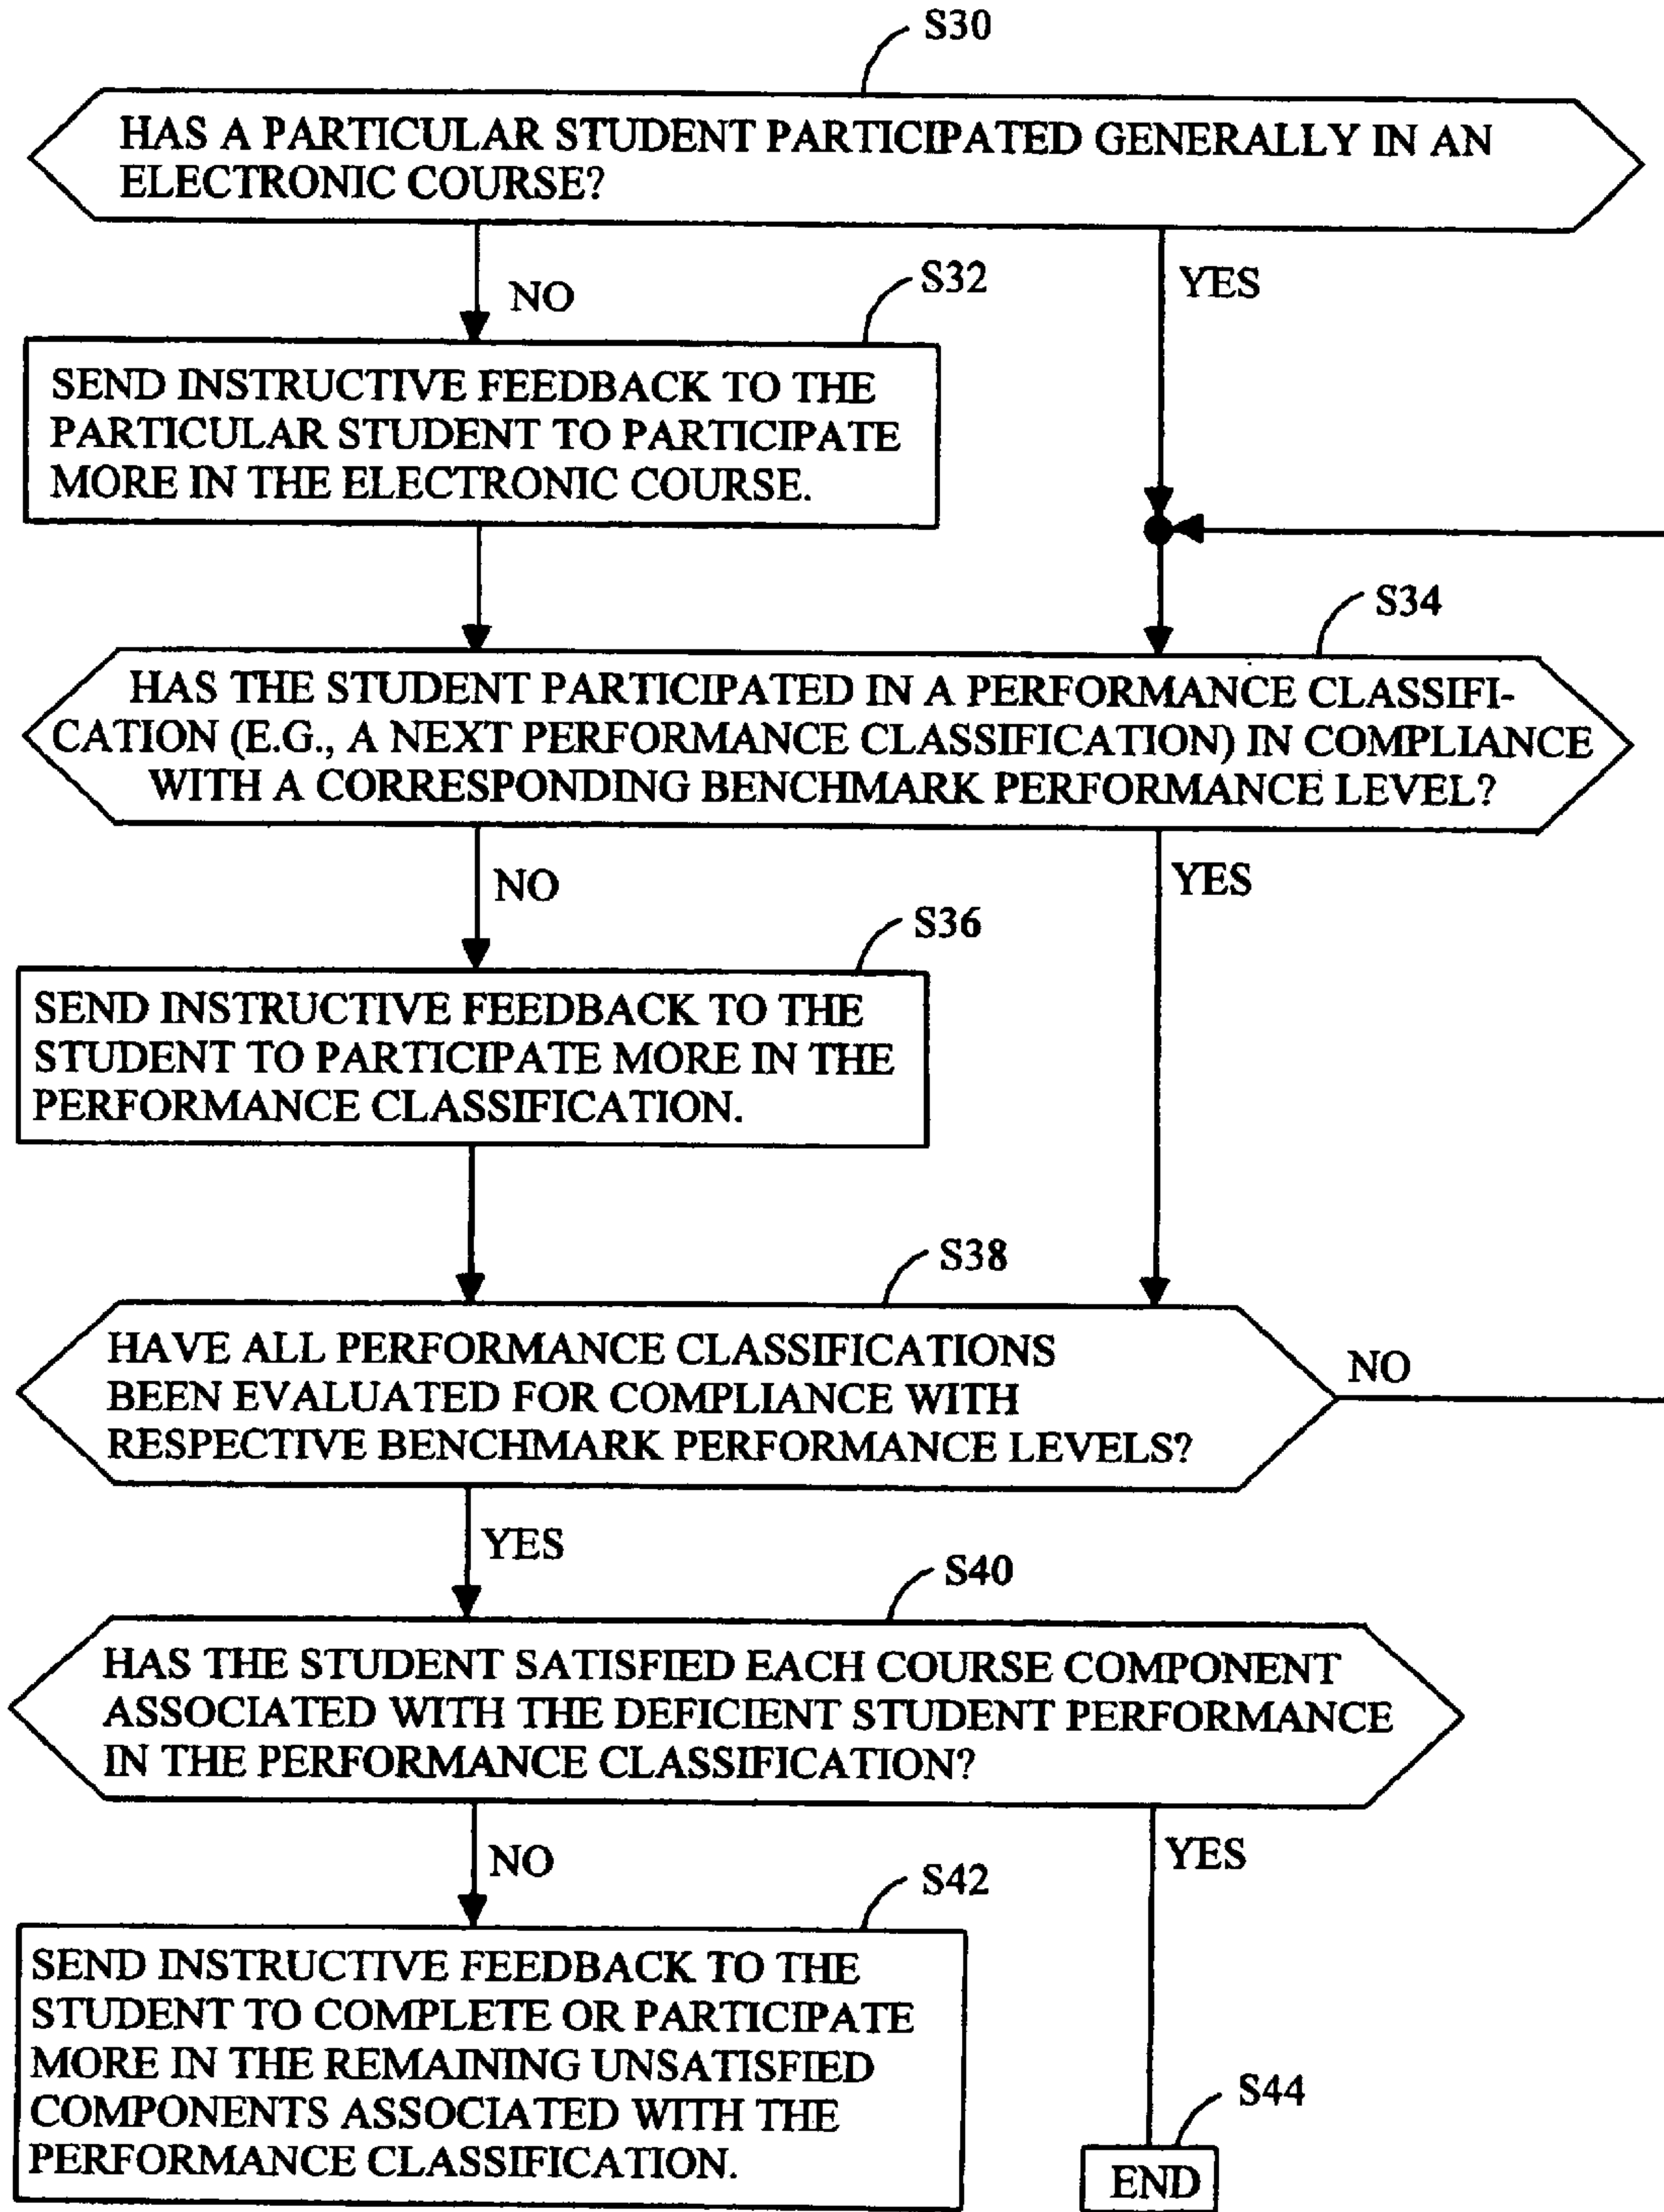 S30
HAS A PARTICULAR STUDENT PARTICIPATED GENERALLY IN AN
ELECTRONIC COURSE?
NO
S32
YES
SEND INSTRUCTIVE FEEDBACK TO THE
PARTICULAR STUDENT TO PARTICIPATE
MORE IN THE ELECTRONIC COURSE.
S34
HAS THE STUDENT PARTICIPATED IN A PERFORMANCE CLASSIFI-
CATION (E.G., A NEXT PERFORMANCE CLASSIFICATION) IN COMPLIANCE
WITH A CORRESPONDING BENCHMARK PERFORMANCE LEVEL?
NO
YES
S36
SEND INSTRUCTIVE FEEDBACK TO THE
STUDENT TO PARTICIPATE MORE IN THE
PERFORMANCE CLASSIFICATION.
S38
HAVE ALL PERFORMANCE CLASSIFICATIONS
BEEN EVALUATED FOR COMPLIANCE WITH
RESPECTIVE BENCHMARK PERFORMANCE LEVELS?
NO
YES
S40
HAS THE STUDENT SATISFIED EACH COURSE COMPONENT
ASSOCIATED WITH THE DEFICIENT STUDENT PERFORMANCE
IN THE PERFORMANCE CLASSIFICATION?
NO
YES
S42
SEND INSTRUCTIVE FEEDBACK TO THE
STUDENT TO COMPLETE OR PARTICIPATE
MORE IN THE REMAINING UNSATISFIED
COMPONENTS ASSOCIATED WITH THE
PERFORMANCE CLASSIFICATION.
S44
END